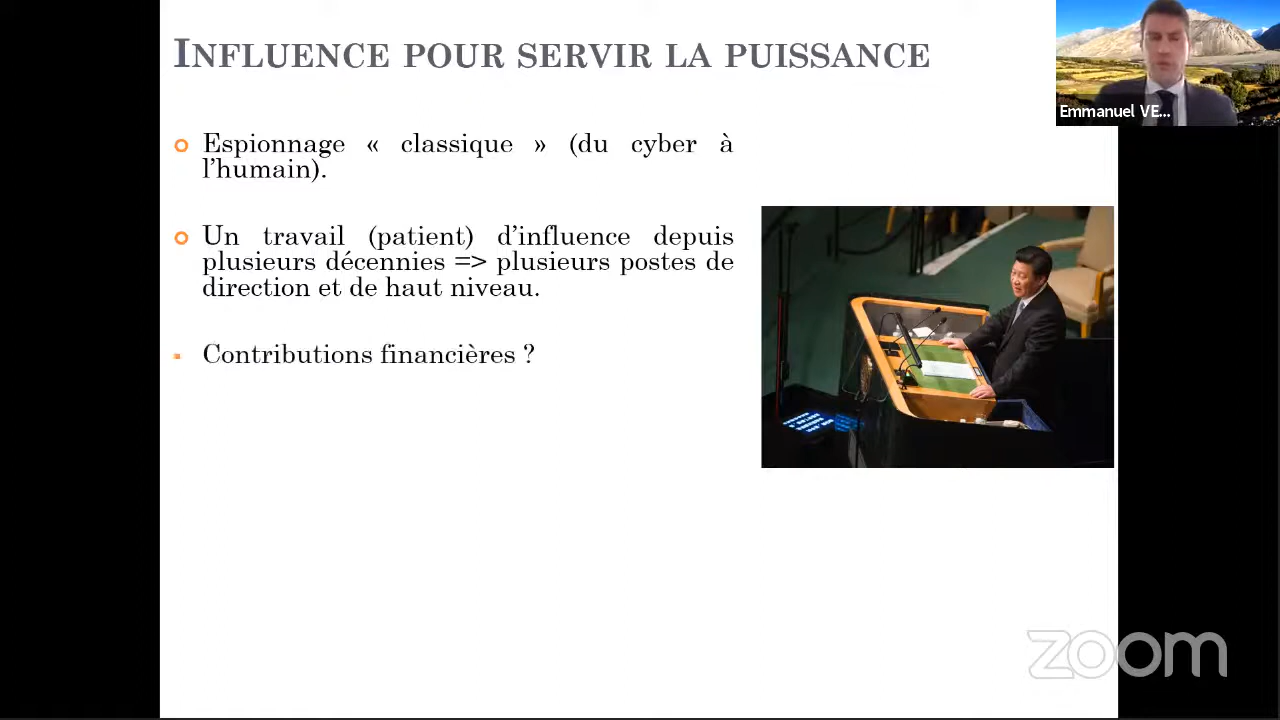 INFLUENCE POUR SERVIR LA PUISSANCE
Emmanuel VE...
Espionnage « classique » (du cyber à
l'humain).
Un travail (patient) d'influence depuis
plusieurs décennies => plusieurs postes de
direction et de haut niveau.
Contributions financières ?
zoom